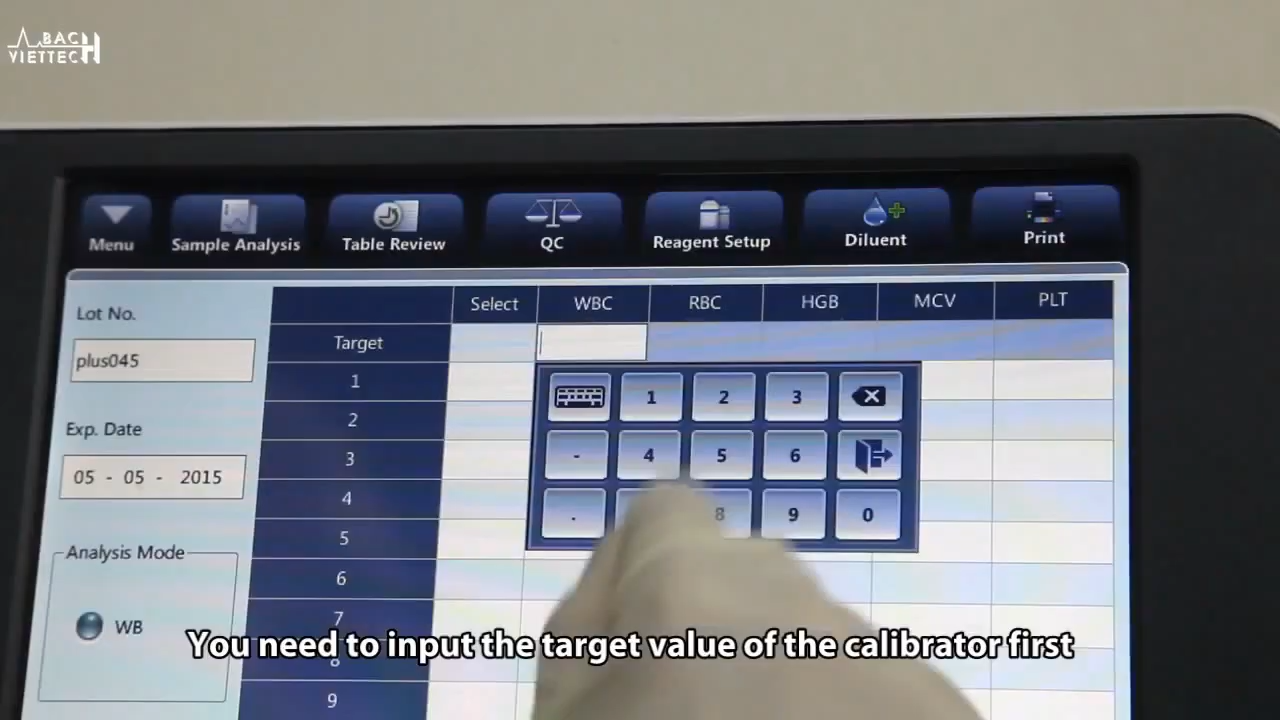 BACH
VIETTECH
Menu
Sample Analysis
Table Review
QC
Reagent Setup
Diluent
Print
Lot No.
plus045
Exp. Date
05 - 05 - 2015
Analysis Mode
WB
Select WBC RBC HGB MCV PLT
Target
1
2
3
4
5
6
7
8
9
1 2 3
- 4 5 6
. 8 9 0
You need to input the target value of the calibrator first